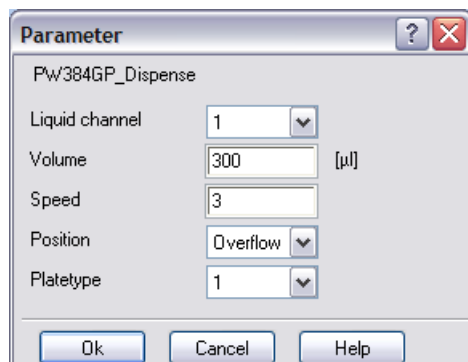 Parameter
PW384GP_Dispense
Liquid channel 1
Volume 300 [µl]
Speed 3
Position Overflow
Platetype 1
Ok Cancel Help